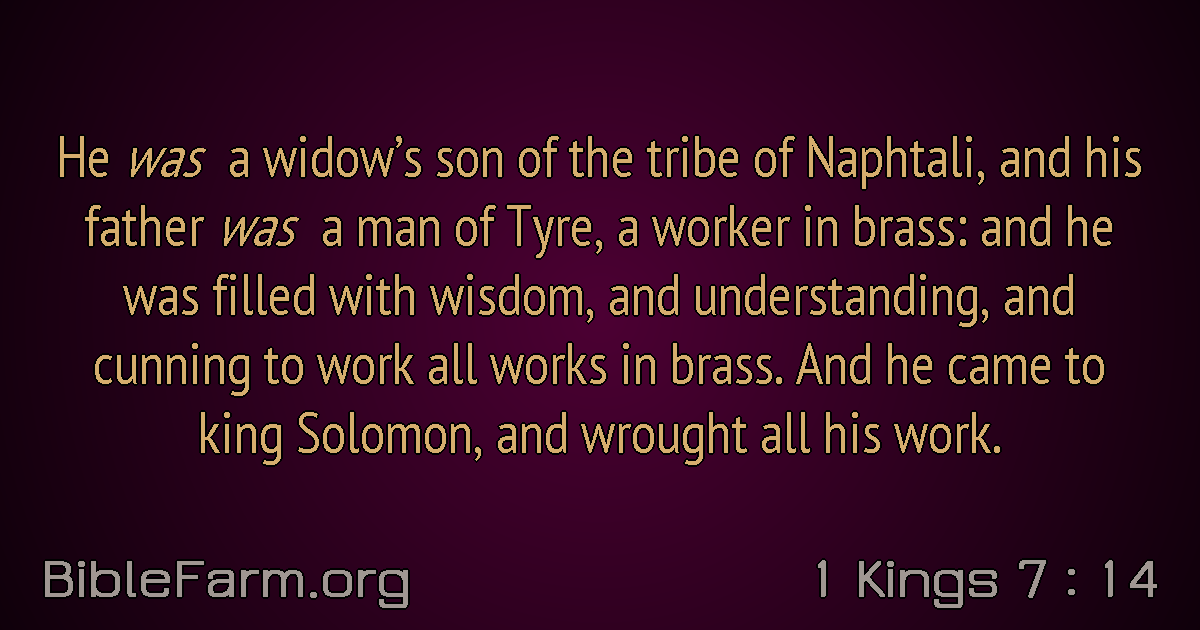 He was a widow’s son of the tribe of Naphtali, and his
father was a man of Tyre, a worker in brass: and he
was filled with wisdom, and understanding, and
cunning to work all works in brass. And he came to
king Solomon, and wrought all his work.
BibleFarm.org
1 Kings 7 : 14